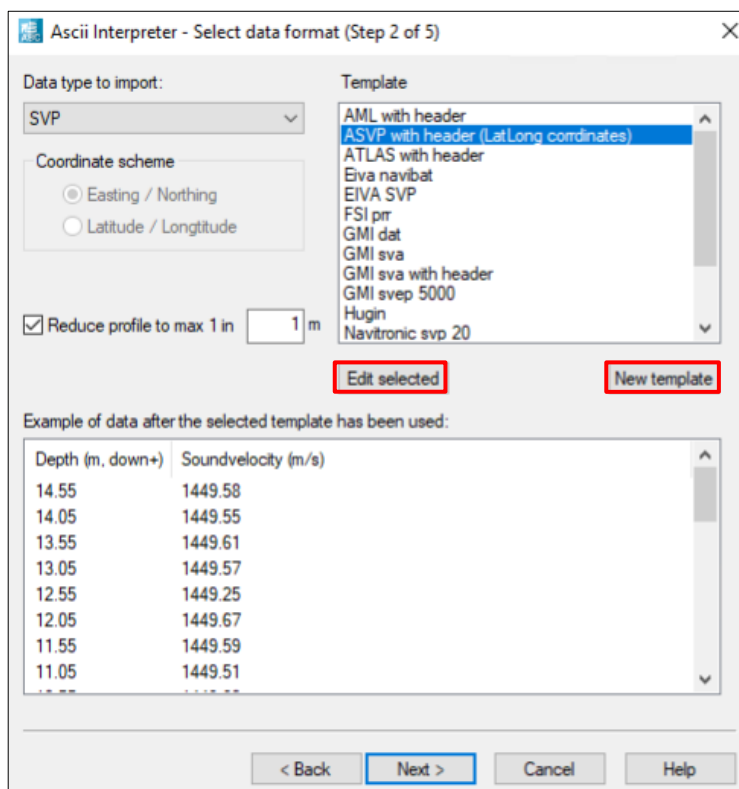 Ascii Interpreter - Select data format (Step 2 of 5)
Data type to import:
SVP
Coordinate scheme
Easting / Northing
Latitude / Longtitude
Reduce profile to max 1 in 1 m
Template
AML with header
ASVP with header (LatLong corrdinates)
ATLAS with header
Eiva navibat
EIVA SVP
FSI prr
GMI dat
GMI sva
GMI sva with header
GMI svep 5000
Hugin
Navitronic svp 20
Edit selected
New template
Example of data after the selected template has been used:
Depth (m, down+) Soundvelocity (m/s)
14.55 1449.58
14.05 1449.55
13.55 1449.61
13.05 1449.57
12.55 1449.25
12.05 1449.67
11.55 1449.59
11.05 1449.51
< Back Next > Cancel Help